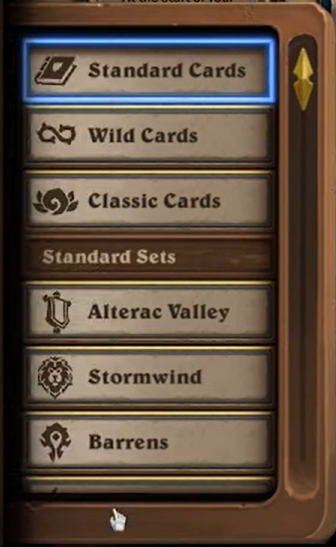 Standard Cards
Wild Cards
Classic Cards
Standard Sets
Alterac Valley
Stormwind
Barrens